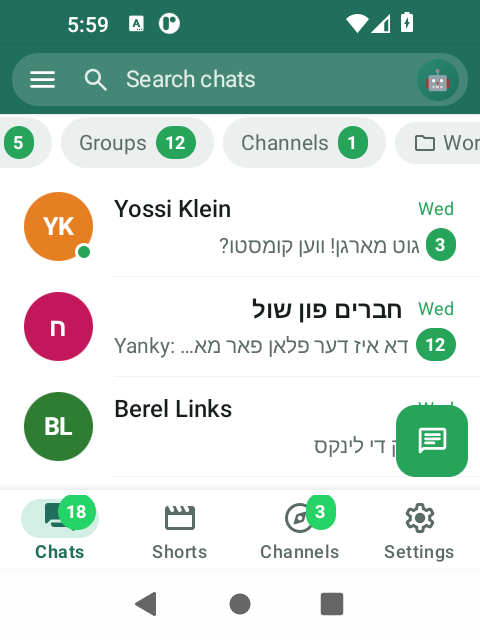 5:59
Search chats
5
Groups 12
Channels 1
Wor
YK
Yossi Klein
Wed
גוט מארגן! ווען קומסטו?
3
ח
חברים פון שול
Wed
Yanky: דא איז דער פלאן פאר מא...
12
BL
Berel Links
די לינקס
18
Chats
Shorts
3
Channels
Settings